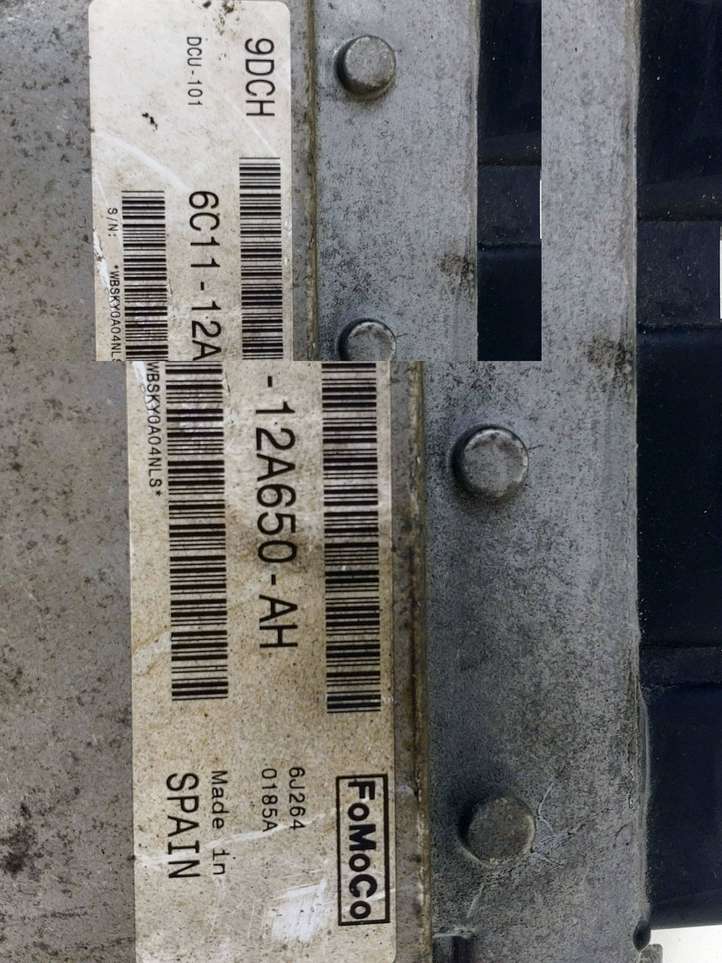 9DCH
DCU-101
6C11-12A
S/N: *WBSKY0A04NLS
-12A650-AH
WBSKY0A04NLS*
FoMoCo
6J264
0185A
Made in
SPAIN